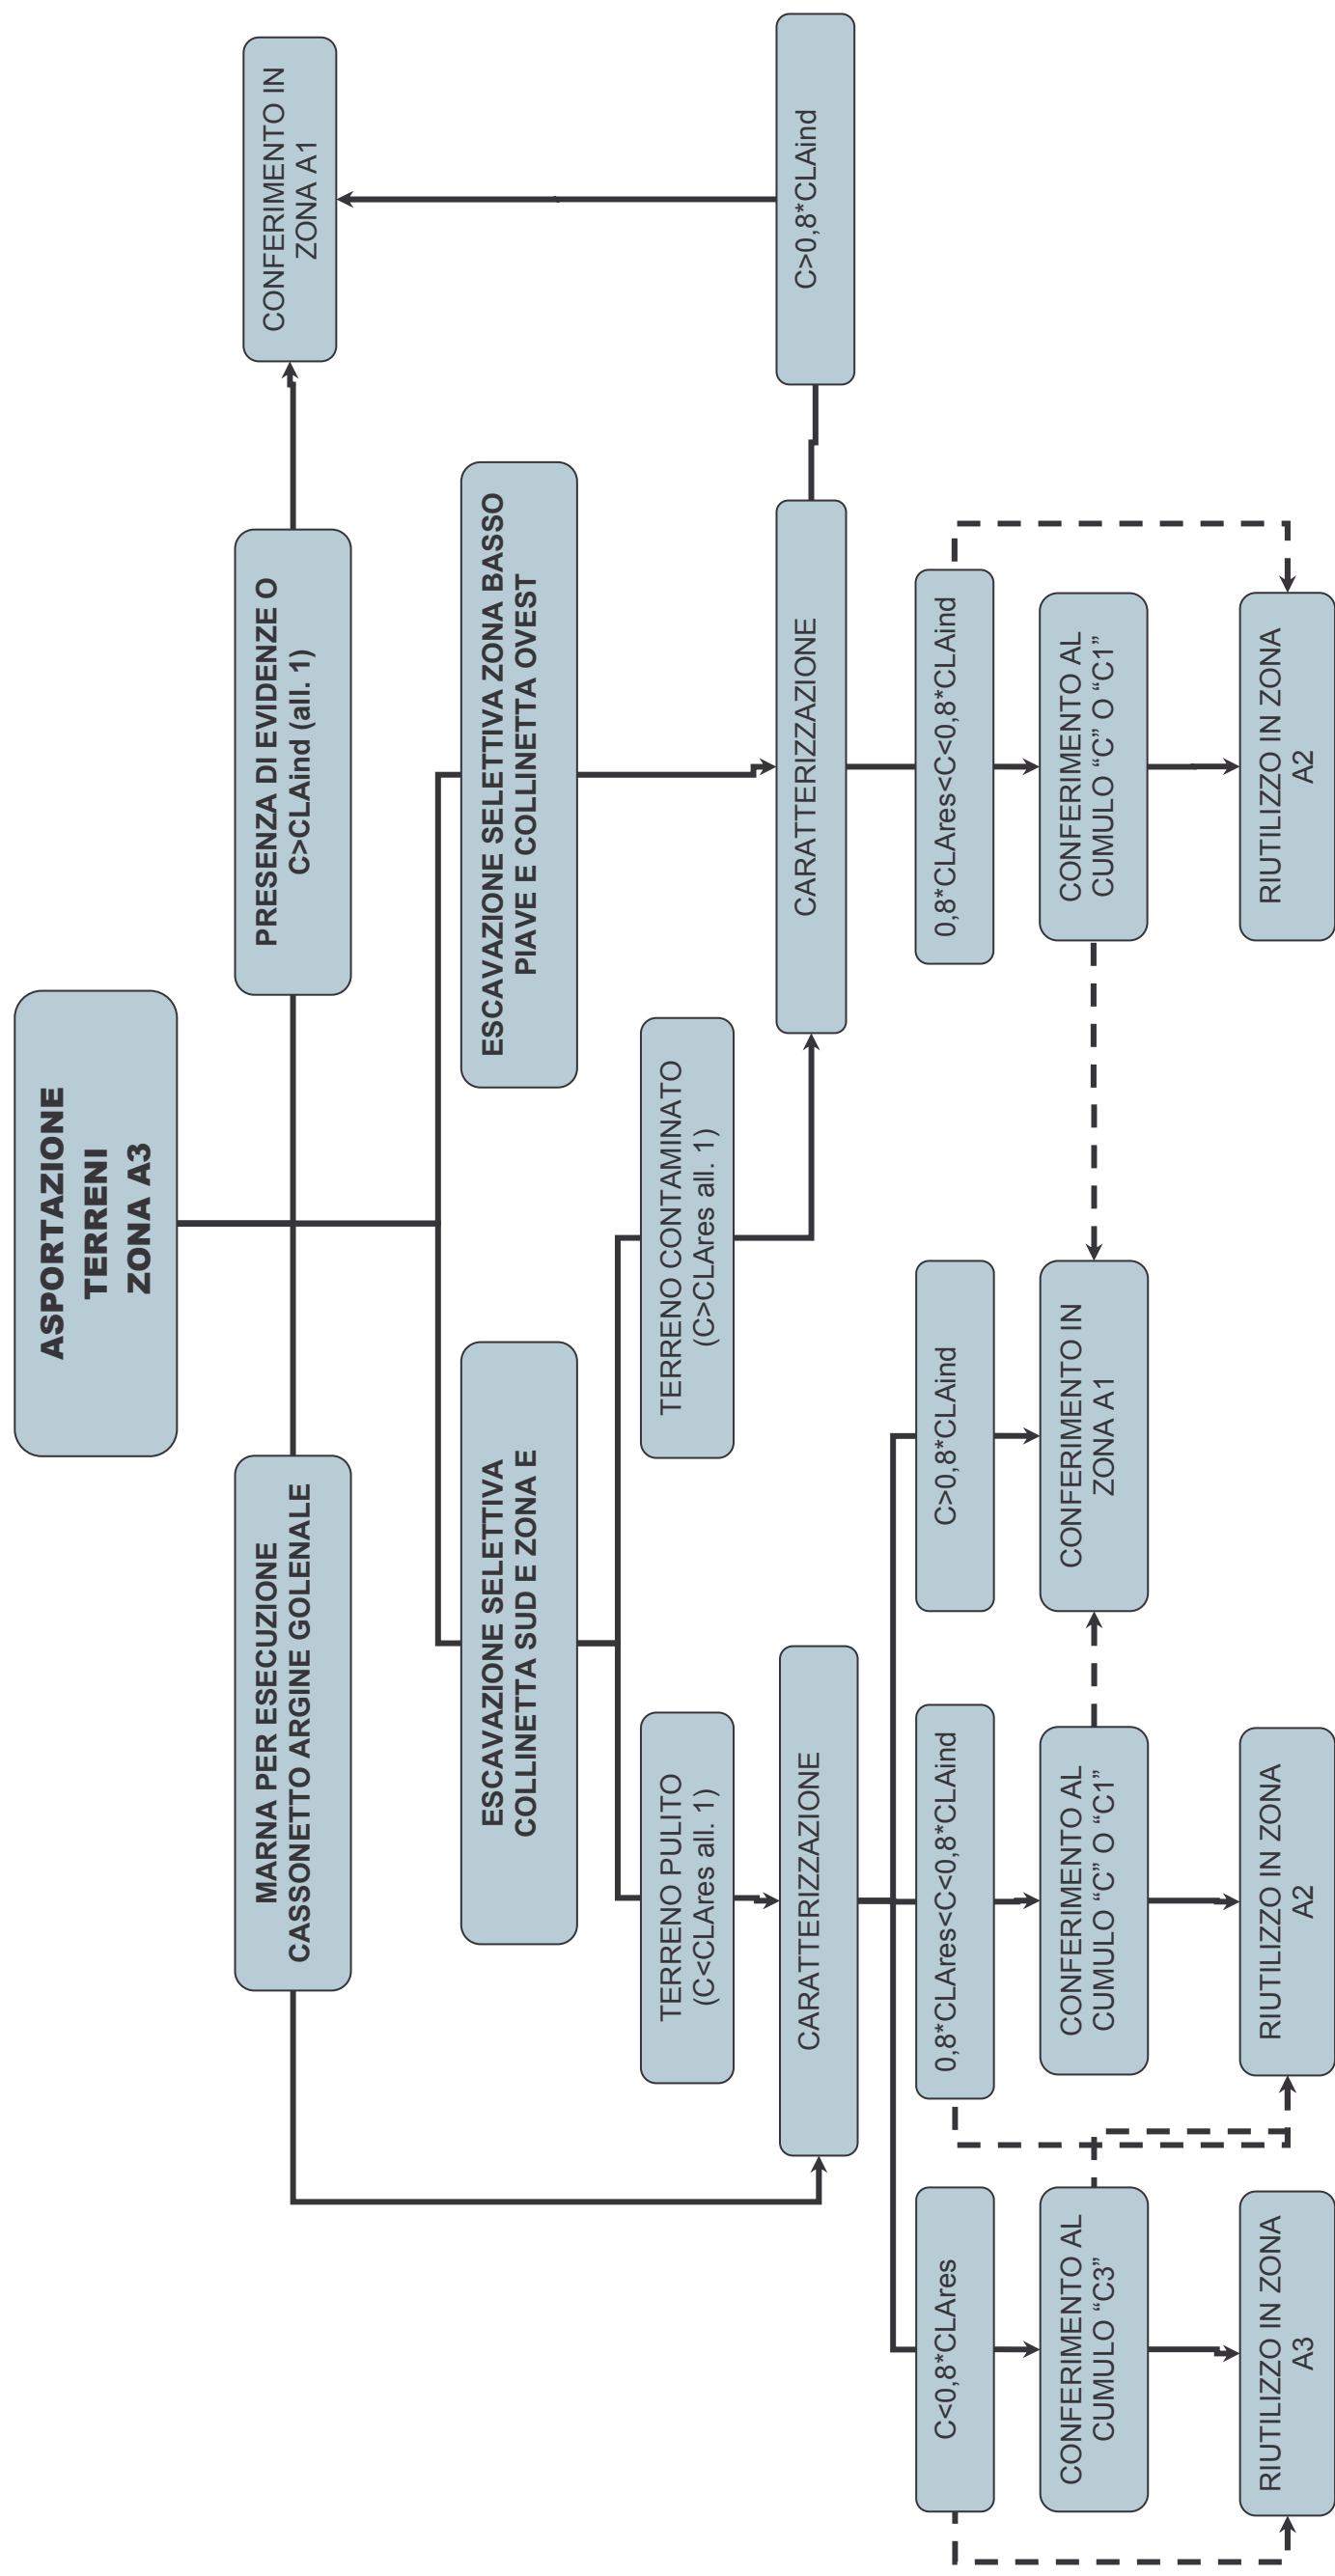 ASPORTAZIONE
TERRENI
ZONA A3
MARNA PER ESECUZIONE
CASSONETTO ARGINE GOLENALE
PRESENZA DI EVIDENZE O
C>CLAind (all. 1)
CONFERIMENTO IN
ZONA A1
ESCAVAZIONE SELETTIVA
COLLINETTA SUD E ZONA E
ESCAVAZIONE SELETTIVA ZONA BASSO
PIAVE E COLLINETTA OVEST
TERRENO PULITO
(C<CLAres all. 1)
TERRENO CONTAMINATO
(C>CLAres all. 1)
CARATTERIZZAZIONE
CARATTERIZZAZIONE
C>0,8*CLAind
C<0,8*CLAres
0,8*CLAres<C<0,8*CLAind
C>0,8*CLAind
0,8*CLAres<C<0,8*CLAind
CONFERIMENTO AL
CUMULO “C3”
CONFERIMENTO AL
CUMULO “C” O “C1”
CONFERIMENTO IN
ZONA A1
CONFERIMENTO AL
CUMULO “C” O “C1”
RIUTILIZZO IN ZONA
A3
RIUTILIZZO IN ZONA
A2
RIUTILIZZO IN ZONA
A2